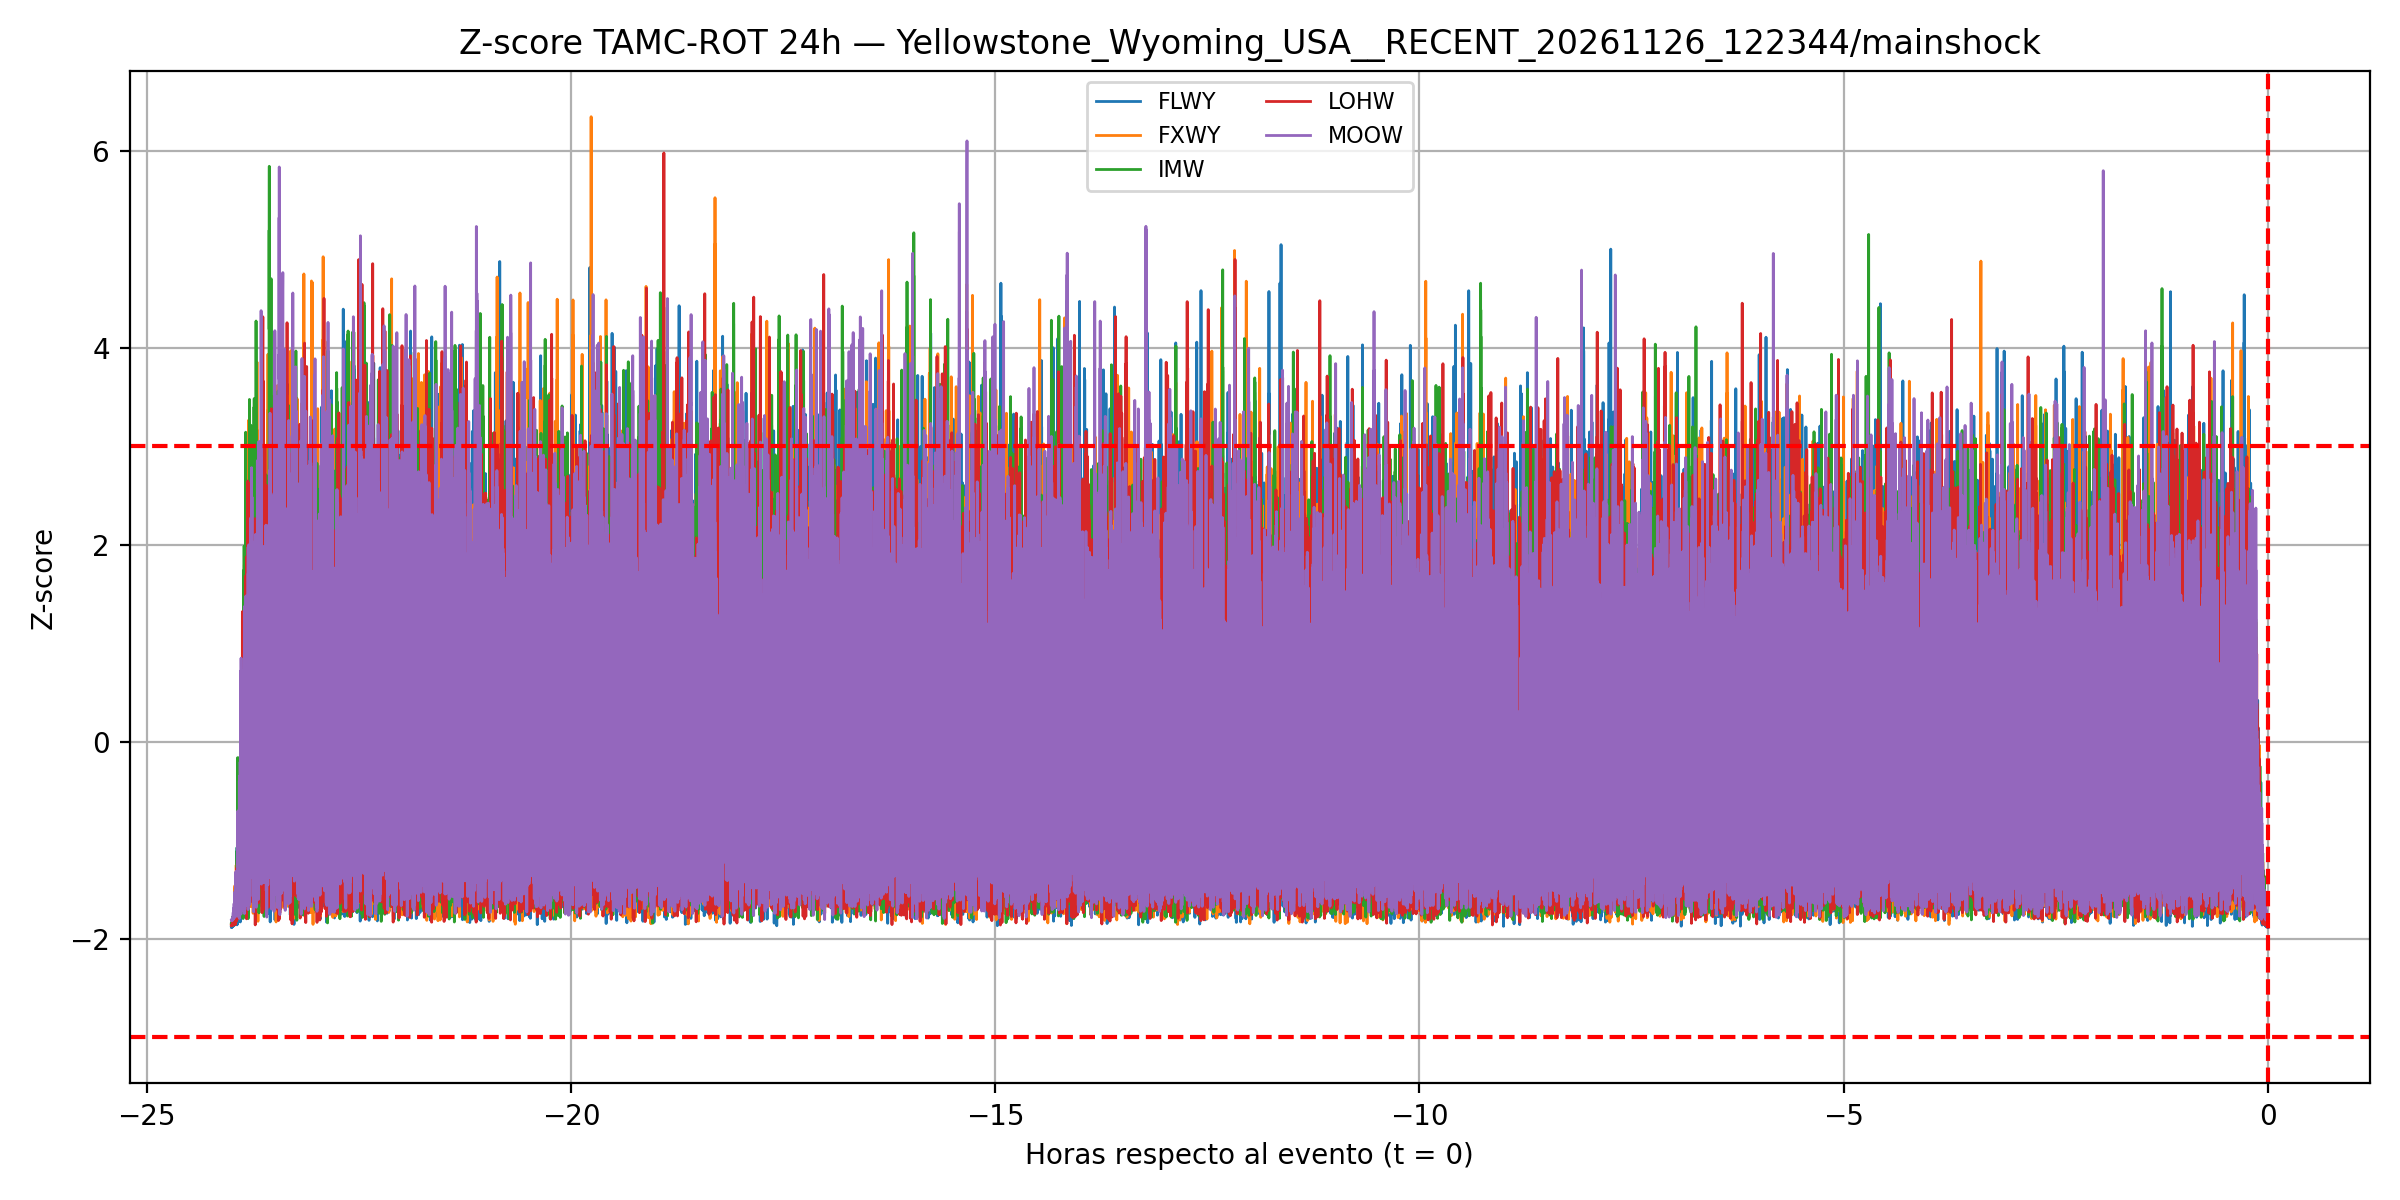 Z-score TAMC-ROT 24h — Yellowstone_Wyoming_USA__RECENT_20261126_122344/mainshock
FLWY
FXWY
IMW
LOHW
MOOW
6
4
2
0
−2
Z-score
−25
−20
−15
−10
−5
0
Horas respecto al evento (t = 0)